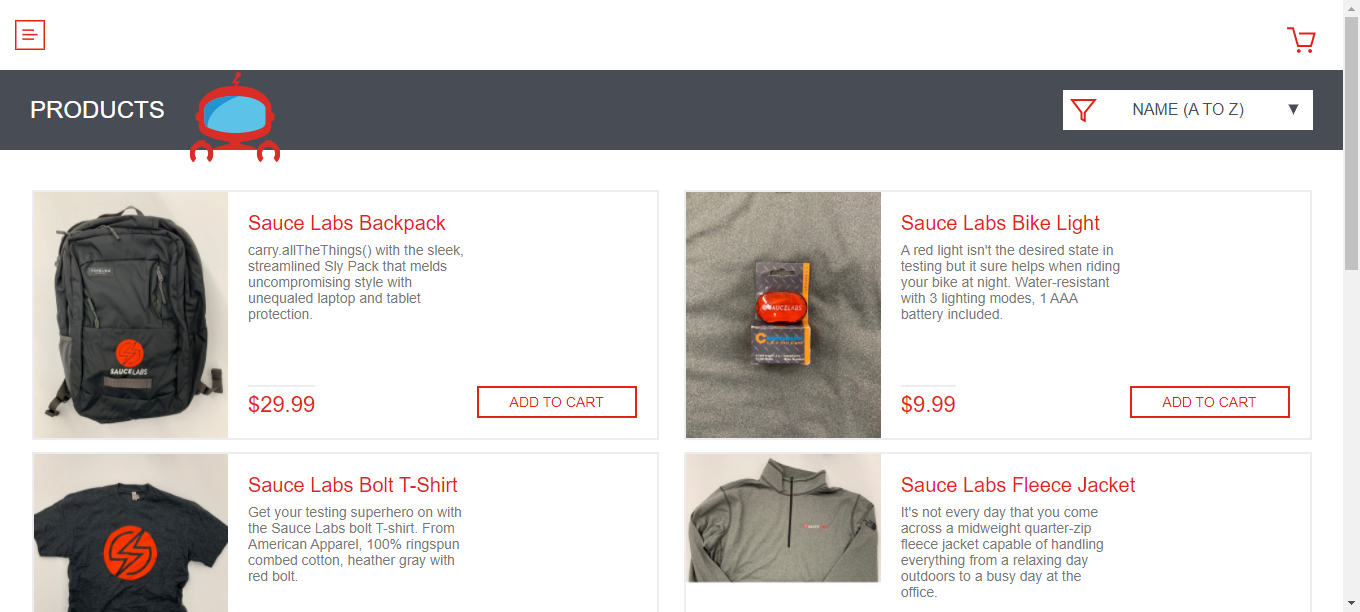 PRODUCTS
NAME (A TO Z)
Sauce Labs Backpack
carry.allTheThings() with the sleek,
streamlined Sly Pack that melds
uncompromising style with
unequaled laptop and tablet
protection.
SAUCELABS
$29.99
ADD TO CART
Sauce Labs Bike Light
A red light isn't the desired state in
testing but it sure helps when riding
your bike at night. Water-resistant
with 3 lighting modes, 1 AAA
battery included.
SAUCELABS
$9.99
ADD TO CART
Sauce Labs Bolt T-Shirt
Get your testing superhero on with
the Sauce Labs bolt T-shirt. From
American Apparel, 100% ringspun
combed cotton, heather gray with
red bolt.
Sauce Labs Fleece Jacket
It's not every day that you come
across a midweight quarter-zip
fleece jacket capable of handling
everything from a relaxing day
outdoors to a busy day at the
office.